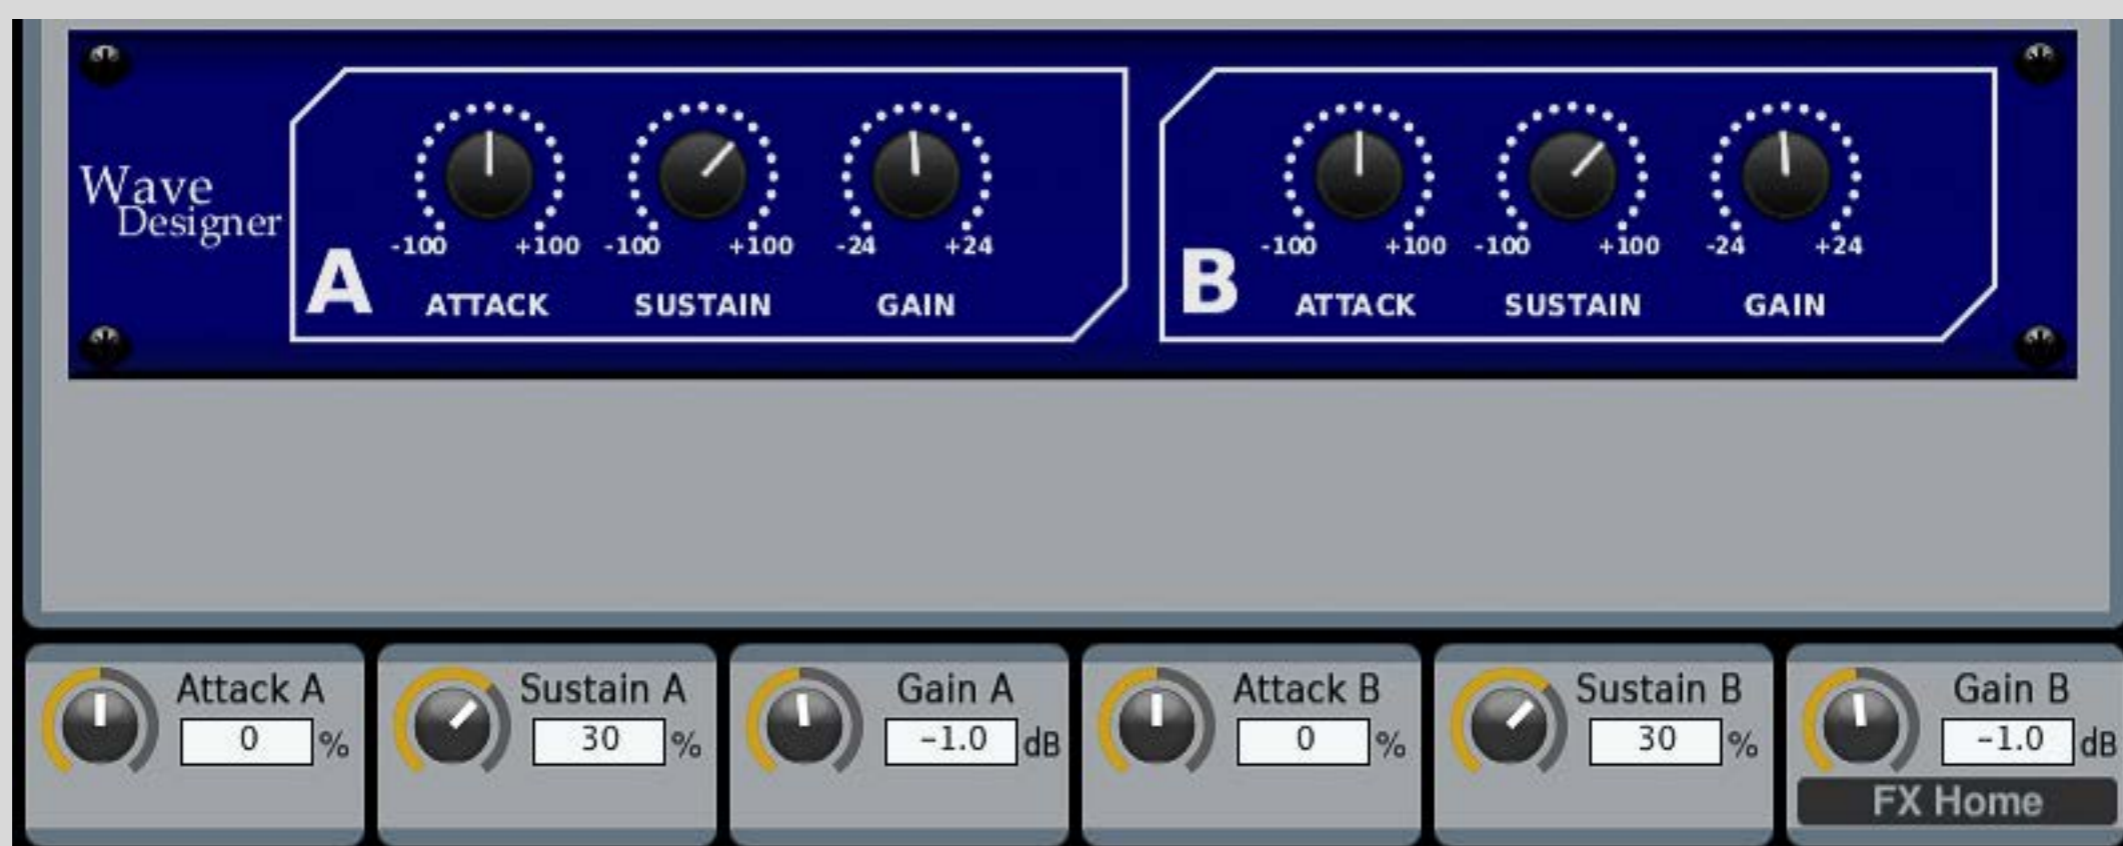 Wave
Designer
A
-100 +100
ATTACK
-100 +100
SUSTAIN
-24 +24
GAIN
B
-100 +100
ATTACK
-100 +100
SUSTAIN
-24 +24
GAIN
Attack A
0 %
Sustain A
30 %
Gain A
-1.0 dB
Attack B
0 %
Sustain B
30 %
Gain B
-1.0 dB
FX Home